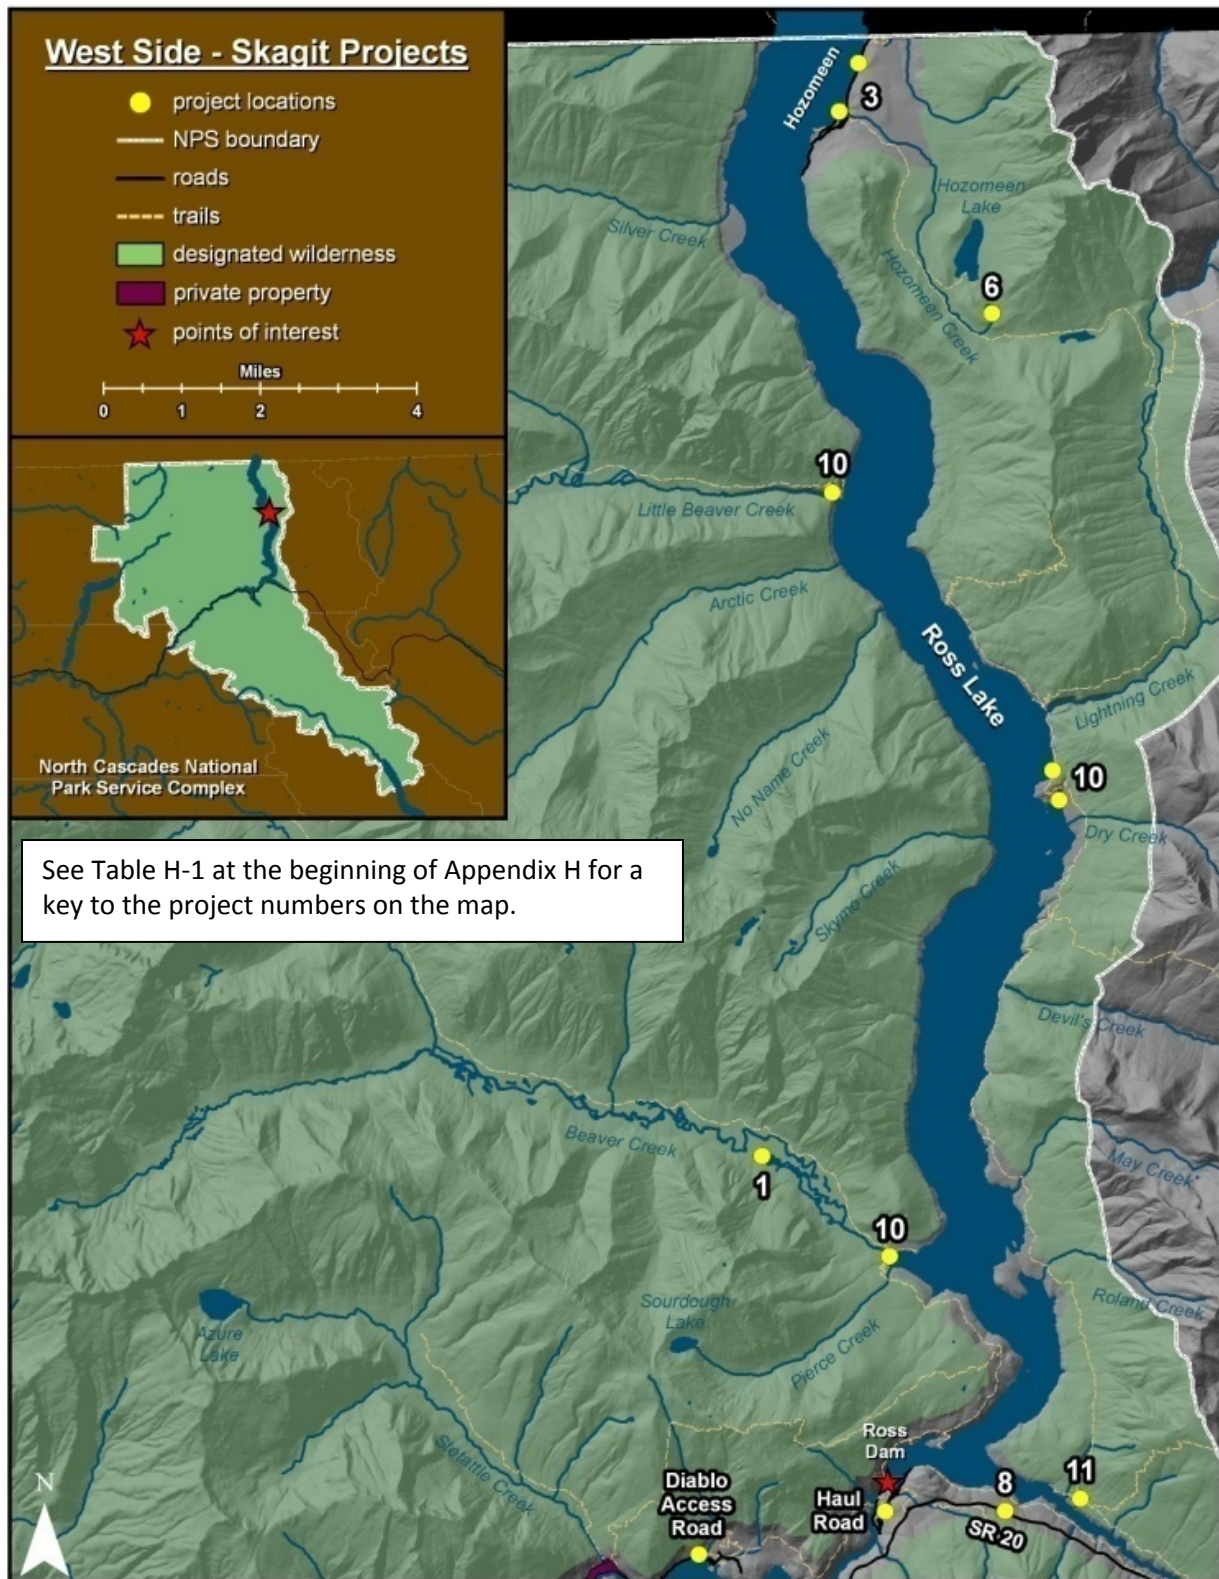 West Side - Skagit Projects
project locations
NPS boundary
roads
trails
designated wilderness
private property
points of interest
Miles
0 1 2 4
North Cascades National
Park Service Complex
See Table H-1 at the beginning of Appendix H for a
key to the project numbers on the map.
Hozomeen
3
Hozomeen
Lake
Silver Creek
Hozomeen Creek
6
10
Little Beaver Creek
Arctic Creek
Ross Lake
Lightning Creek
No Name Creek
10
Dry Creek
Skymo Creek
Devil's Creek
Beaver Creek
1
May Creek
10
Roland Creek
Azure
Lake
Sourdough
Lake
Pierce Creek
Stetattle Creek
Ross
Dam
Diablo
Access
Road
Haul
Road
8
11
SR 20
N